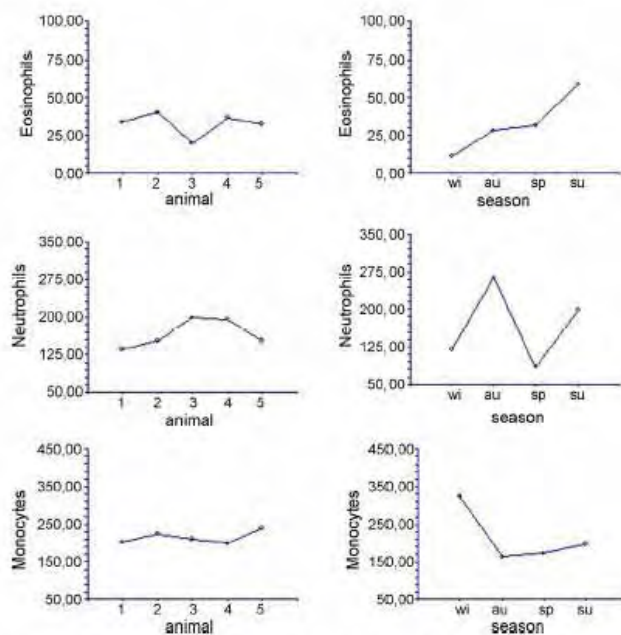 Eosinophils
100,00
75,00
50,00
25,00
0,00
1 2 3 4 5
animal
Eosinophils
100,00
75,00
50,00
25,00
0,00
wi au sp su
season
Neutrophils
350,00
275,00
200,00
125,00
50,00
1 2 3 4 5
animal
Neutrophils
350,00
275,00
200,00
125,00
50,00
wi au sp su
season
Monocytes
450,00
350,00
250,00
150,00
50,00
1 2 3 4 5
animal
Monocytes
450,00
350,00
250,00
150,00
50,00
wi au sp su
season